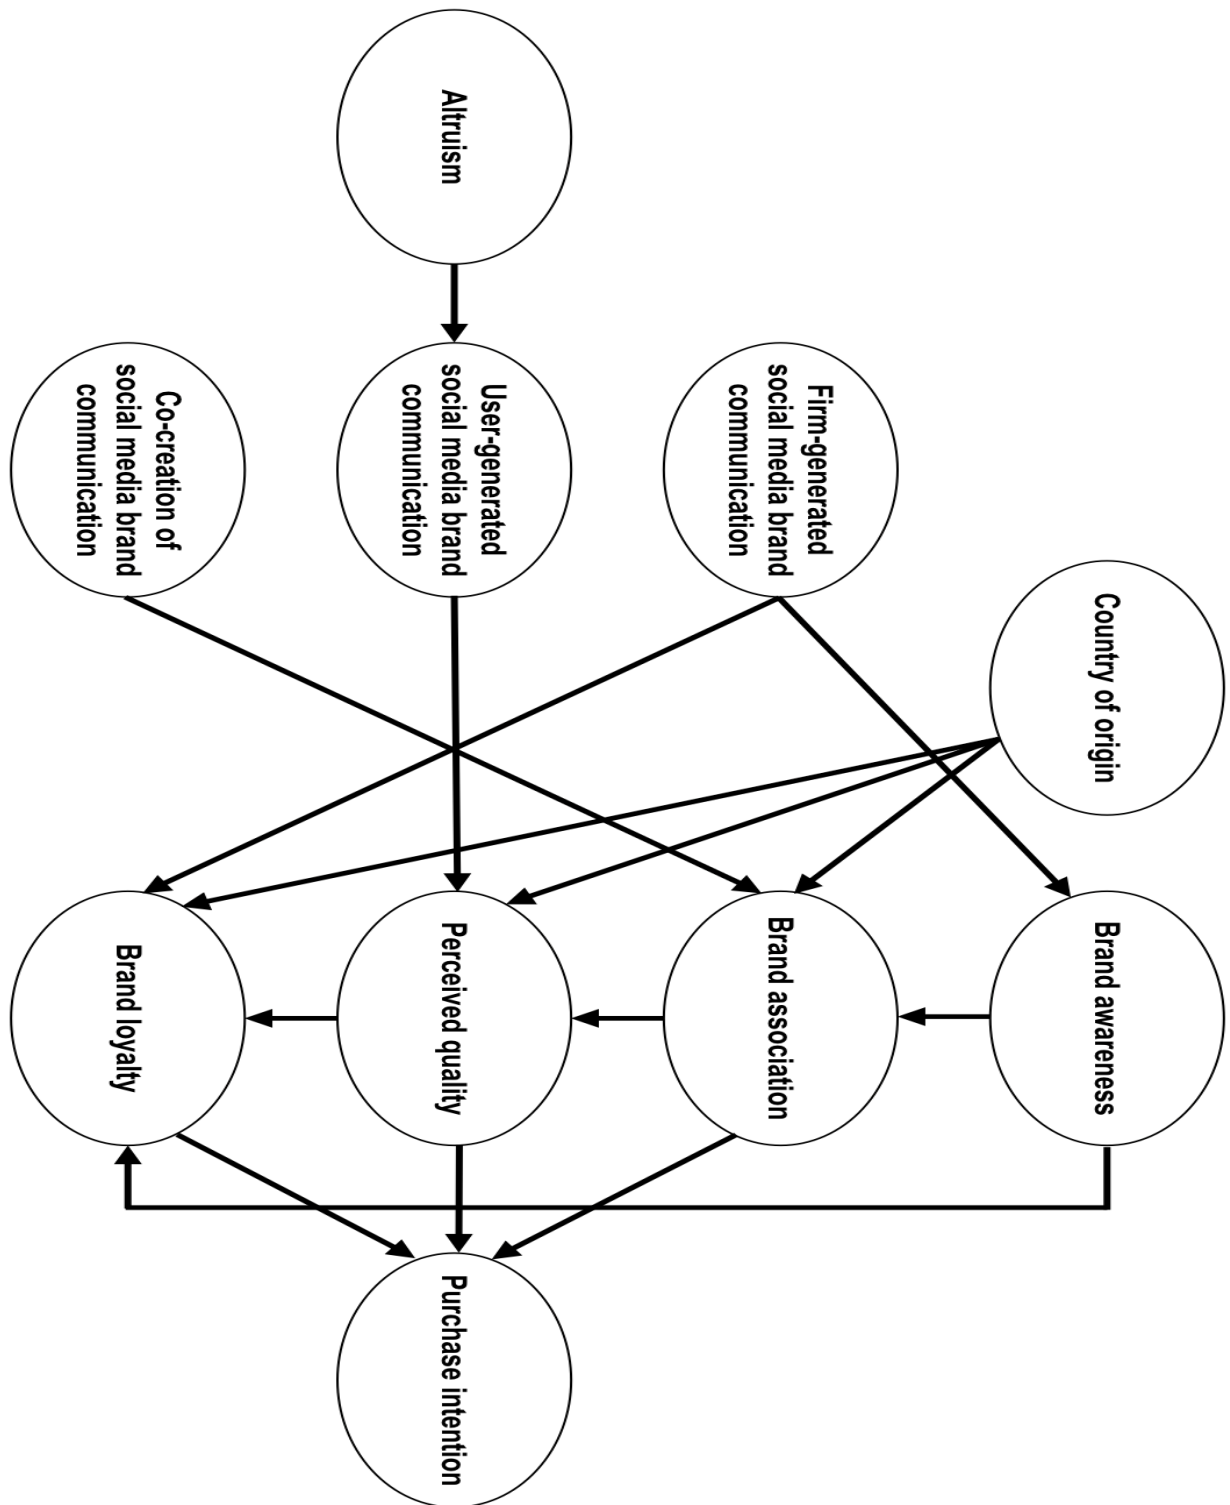 Country of origin
Brand awareness
Firm-generated
social media brand
communication
Brand association
Altruism
User-generated
social media brand
communication
Perceived quality
Purchase intention
Co-creation of
social media brand
communication
Brand loyalty